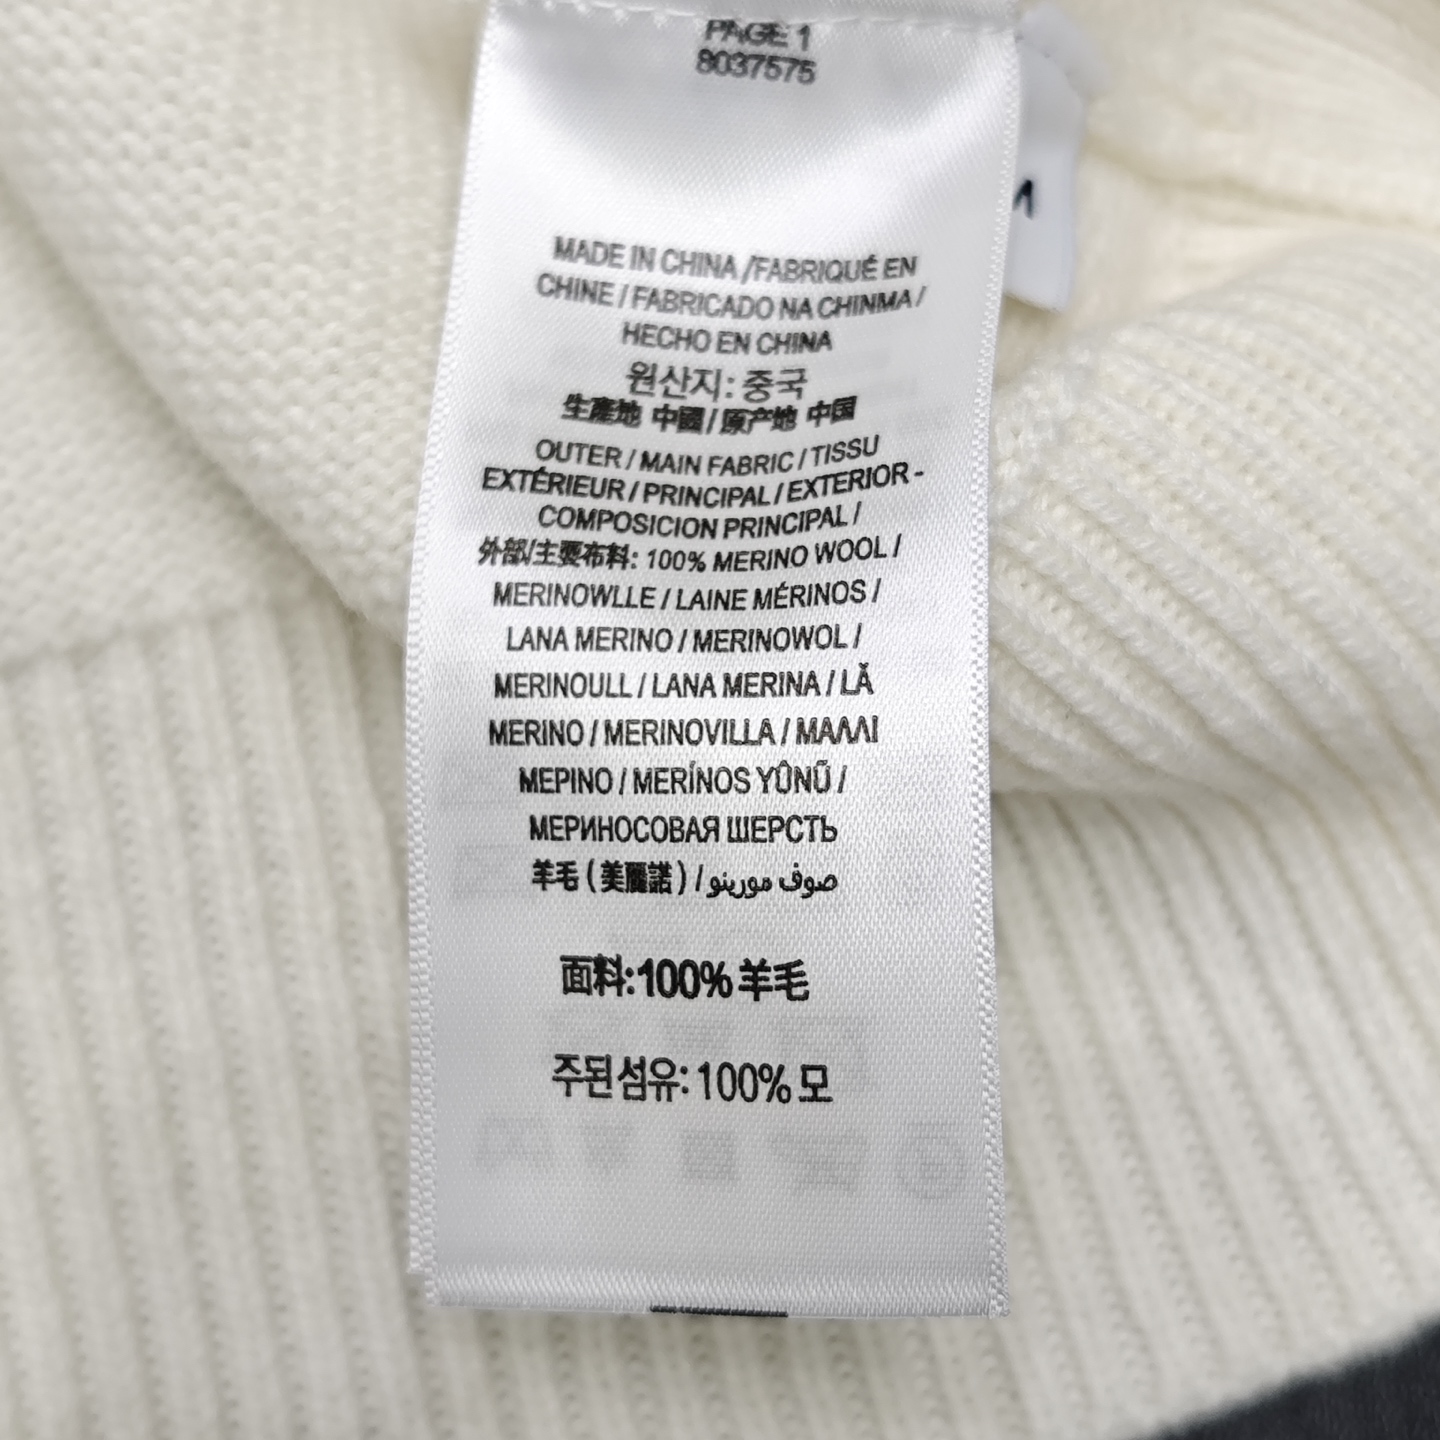 PAGE 1
8037575
MADE IN CHINA /FABRIQUÉ EN
CHINE / FABRICADO NA CHINMA /
HECHO EN CHINA
원산지: 중국
生產地 中國/ 原产地 中国
OUTER / MAIN FABRIC / TISSU
EXTÉRIEUR / PRINCIPAL / EXTERIOR -
COMPOSICION PRINCIPAL /
外部/主要布料: 100% MERINO WOOL /
MERINOWLLE / LAINE MÉRINOS /
LANA MERINO / MERINOWOL /
MERINOULL / LANA MERINA / LĂ
MERINO / MERINOVILLA / ΜΑΛΛΙ
ΜΕΡΙΝΟ / MERÍNOS YÛNŨ /
МЕРИНОСОВАЯ ШЕРСТЬ
羊毛 (美麗諾) / صوف مورينو
面料:100% 羊毛
주된섬유: 100% 모
M